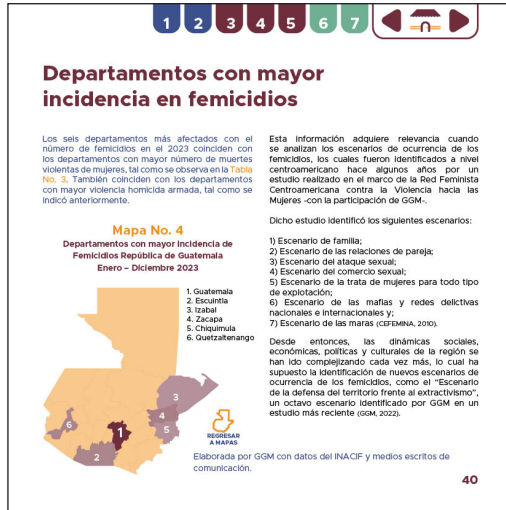 1 2 3 4 5 6 7
Departamentos con mayor
incidencia en femicidios
Los seis departamentos más afectados con el
número de femicidios en el 2023 coinciden con
los departamentos con mayor número de muertes
violentas de mujeres, tal como se observa en la Tabla
No. 3. También coinciden con los departamentos
con mayor violencia homicida armada, tal como se
indicó anteriormente.
Mapa No. 4
Departamentos con mayor incidencia de
Femicidios República de Guatemala
Enero – Diciembre 2023
1. Guatemala
2. Escuintla
3. Izabal
4. Zacapa
5. Chiquimula
6. Quetzaltenango
3
4
6
1
5
2
REGRESAR
A MAPAS
Elaborada por GGM con datos del INACIF y medios escritos de
comunicación.
Esta información adquiere relevancia cuando
se analizan los escenarios de ocurrencia de los
femicidios, los cuales fueron identificados a nivel
centroamericano hace algunos años por un
estudio realizado en el marco de la Red Feminista
Centroamericana contra la Violencia hacia las
Mujeres -con la participación de GGM-.
Dicho estudio identificó los siguientes escenarios:
1) Escenario de familia;
2) Escenario de las relaciones de pareja;
3) Escenario del ataque sexual;
4) Escenario del comercio sexual;
5) Escenario de la trata de mujeres para todo tipo
de explotación;
6) Escenario de las mafias y redes delictivas
nacionales e internacionales y;
7) Escenario de las maras (CEFEMINA, 2010).
Desde entonces, las dinámicas sociales,
económicas, políticas y culturales de la región se
han ido complejizando cada vez más, lo cual ha
supuesto la identificación de nuevos escenarios de
ocurrencia de los femicidios, como el “Escenario
de la defensa del territorio frente al extractivismo”,
un octavo escenario identificado por GGM en un
estudio más reciente (GGM, 2022).
40